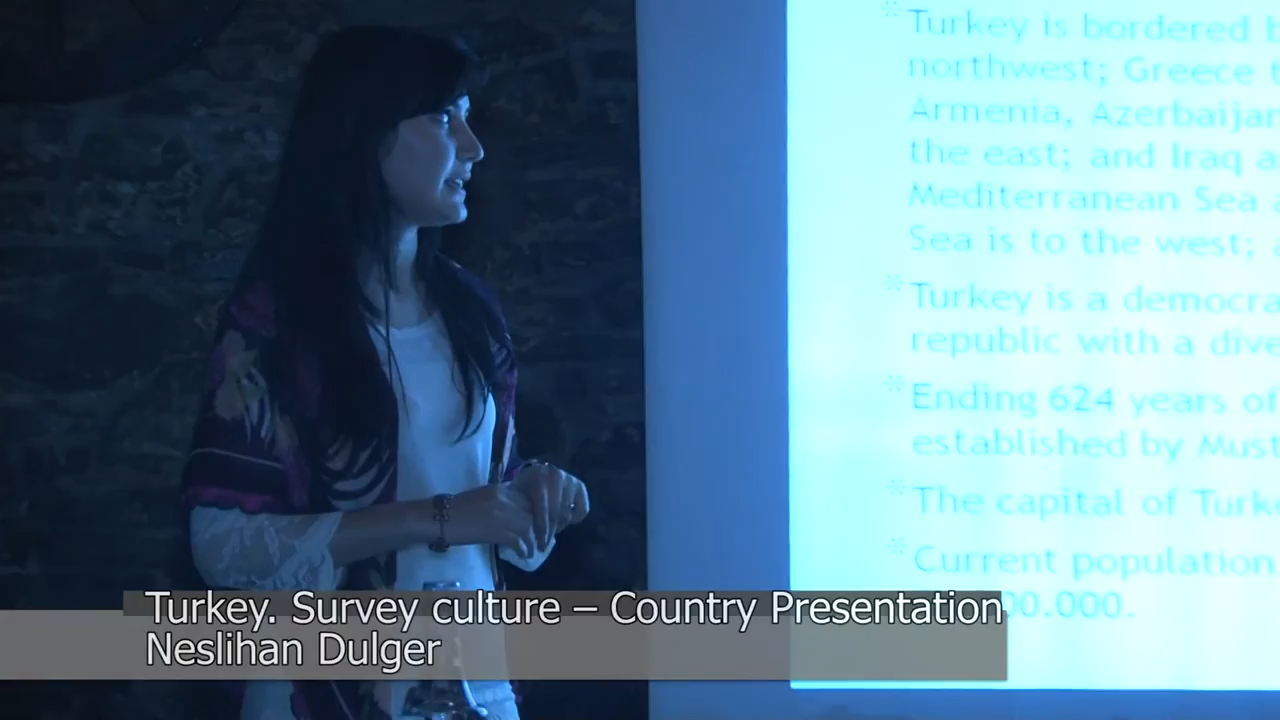 * Turkey is bordered b
northwest; Greece t
Armenia, Azerbaijan
the east; and Iraq a
Mediterranean Sea a
Sea is to the west; a
* Turkey is a democra
republic with a dive
* Ending 624 years of
established by Must
* The capital of Turke
* Current population
00.000.
Turkey. Survey culture – Country Presentation
Neslihan Dulger